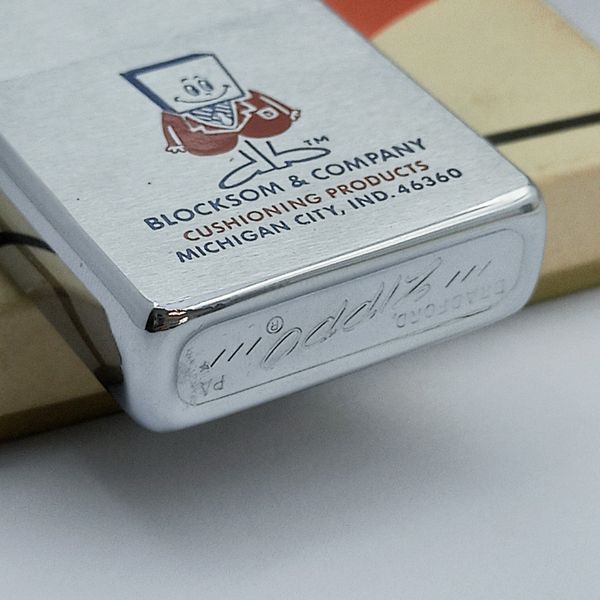 TM
BLOCKSOM & COMPANY
CUSHIONING PRODUCTS
MICHIGAN CITY, IND. 46360
BRADFORD, PA.
||| Zippo ® |||